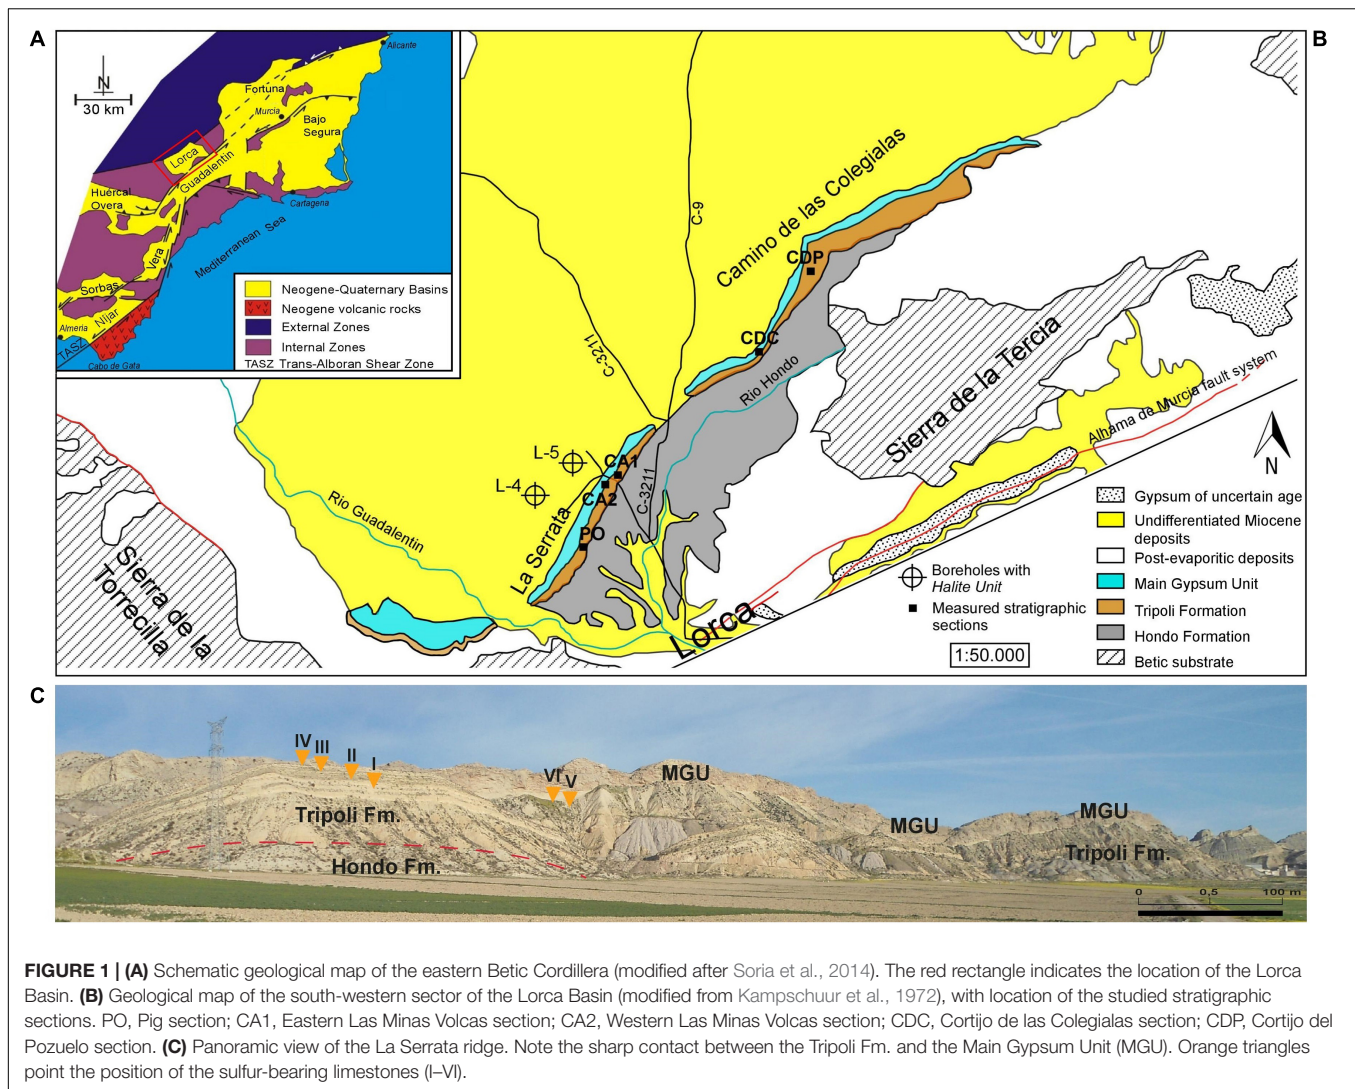 A
B
Alicante
N
30 km
Fortuna
Murcia
Bajo
Segura
Lorca
Guadalentin
Huércal
Overa
Cartagena
Mediterranean Sea
Vera
Sorbas
Níjar
Almeria
TASZ
Cabo de Gata
Neogene-Quaternary Basins
Neogene volcanic rocks
External Zones
Internal Zones
TASZ Trans-Alboran Shear Zone
C-9
Camino de las Colegialas
CDP
CDC
C-3211
Rio Hondo
Sierra de la Tercia
Alhama de Murcia fault system
L-5
L-4
CA1
CA2
C-3211
PO
La Serrata
Rio Guadalentin
Sierra de la
Torrecilla
Lorca
N
Boreholes with
Halite Unit
Measured stratigraphic
sections
1:50.000
Gypsum of uncertain age
Undifferentiated Miocene
deposits
Post-evaporitic deposits
Main Gypsum Unit
Tripoli Formation
Hondo Formation
Betic substrate
C
IV
III
II
I
VI
V
MGU
MGU
MGU
Tripoli Fm.
Tripoli Fm.
Hondo Fm.
0 0,5 100 m
FIGURE 1 | (A) Schematic geological map of the eastern Betic Cordillera (modified after Soria et al., 2014). The red rectangle indicates the location of the Lorca
Basin. (B) Geological map of the south-western sector of the Lorca Basin (modified from Kampschuur et al., 1972), with location of the studied stratigraphic
sections. PO, Pig section; CA1, Eastern Las Minas Volcas section; CA2, Western Las Minas Volcas section; CDC, Cortijo de las Colegialas section; CDP, Cortijo del
Pozuelo section. (C) Panoramic view of the La Serrata ridge. Note the sharp contact between the Tripoli Fm. and the Main Gypsum Unit (MGU). Orange triangles
point the position of the sulfur-bearing limestones (I–VI).